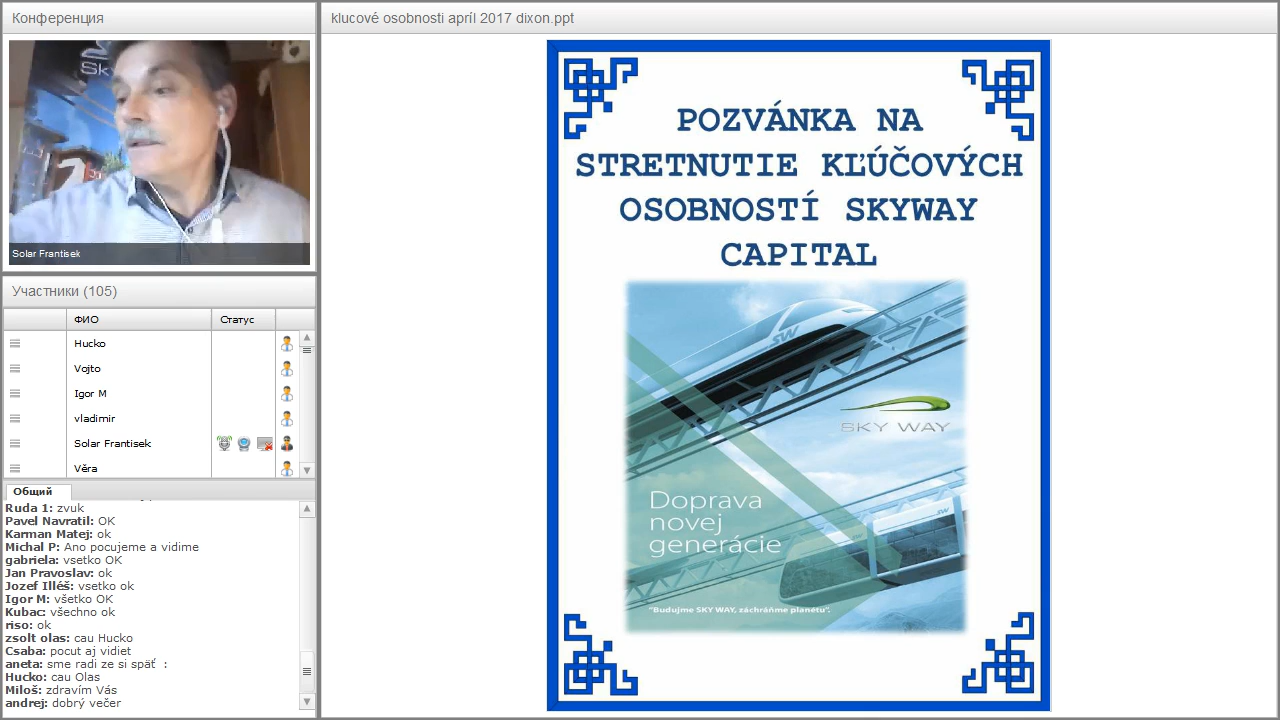 Конференция
Sky
Solar Frantisek
Участники (105)
ФИО Статус
Hucko
Vojto
Igor M
vladimir
Solar Frantisek
Věra
Общий
Ruda 1: zvuk
Pavel Navratil: OK
Karman Matej: ok
Michal P: Ano pocujeme a vidime
gabriela: vsetko OK
Jan Pravoslav: ok
Jozef Illéš: vsetko ok
Igor M: všetko OK
Kubac: všechno ok
riso: ok
zsolt olas: cau Hucko
Csaba: pocut aj vidiet
aneta: sme radi ze si späť :
Hucko: cau Olas
Miloš: zdravím Vás
andrej: dobrý večer
klucové osobnosti apríl 2017 dixon.ppt
POZVÁNKA NA
STRETNUTIE KĽÚČOVÝCH
OSOBNOSTÍ SKYWAY
CAPITAL
SW
SKY WAY
Doprava
novej
generácie
SW
"Budujme SKY WAY, záchráňme planétu".